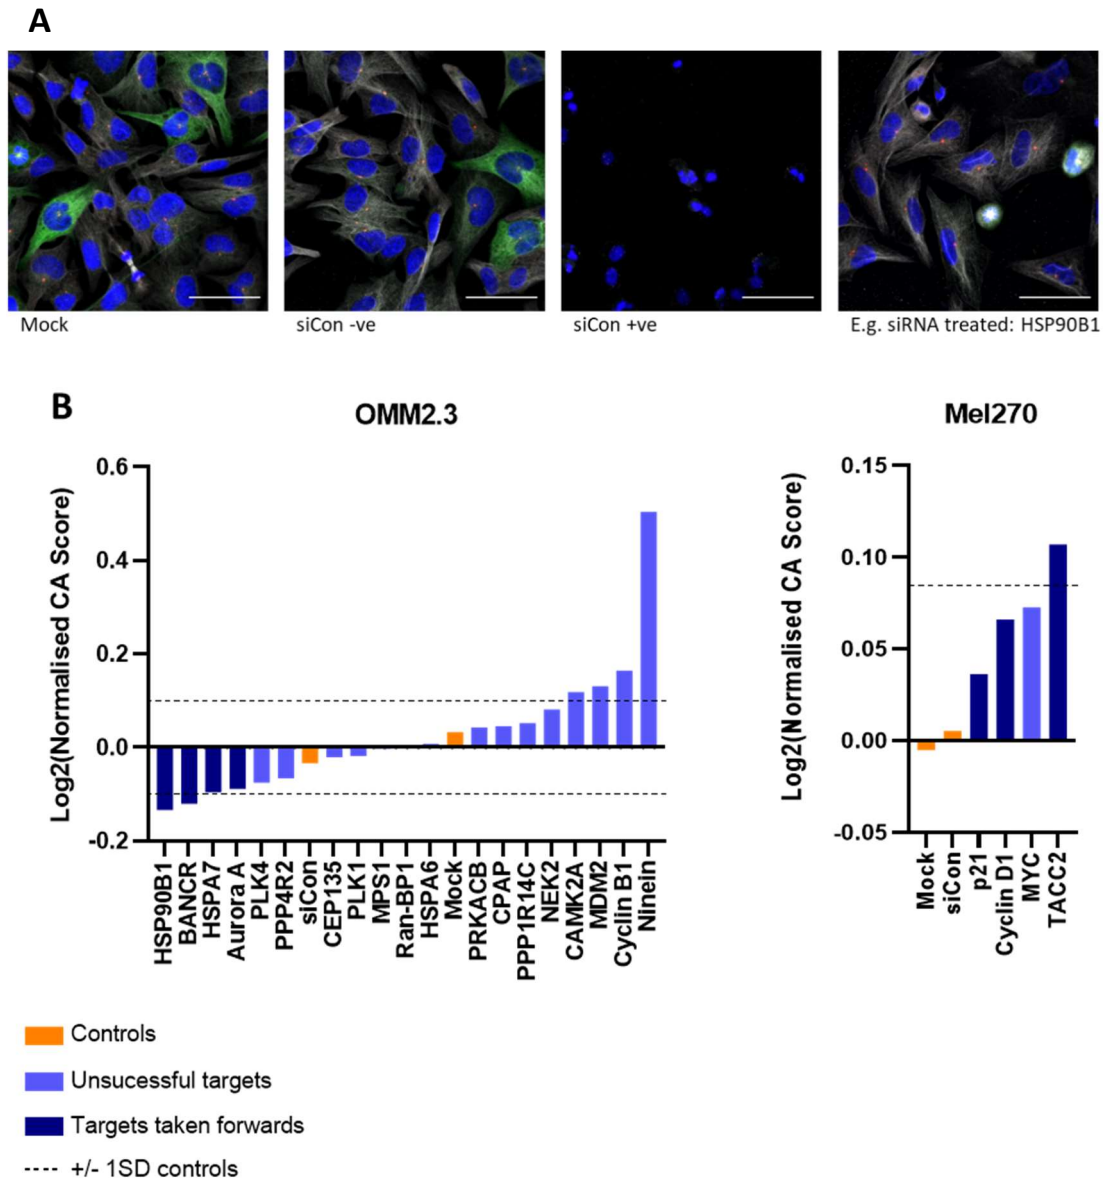 A
Mock
siCon -ve
siCon +ve
E.g. siRNA treated: HSP90B1
B
OMM2.3
Log2(Normalised CA Score)
0.6
0.4
0.2
0.0
-0.2
HSP90B1
BANCR
HSPA7
Aurora A
PLK4
PPP4R2
siCon
CEP135
PLK1
MPS1
Ran-BP1
HSPA6
Mock
PRKACB
CPAP
PPP1R14C
NEK2
CAMK2A
MDM2
Cyclin B1
Ninein
Mel270
Log2(Normalised CA Score)
0.15
0.10
0.05
0.00
-0.05
Mock
siCon
p21
Cyclin D1
MYC
TACC2
Controls
Unsucessful targets
Targets taken forwards
+/- 1SD controls